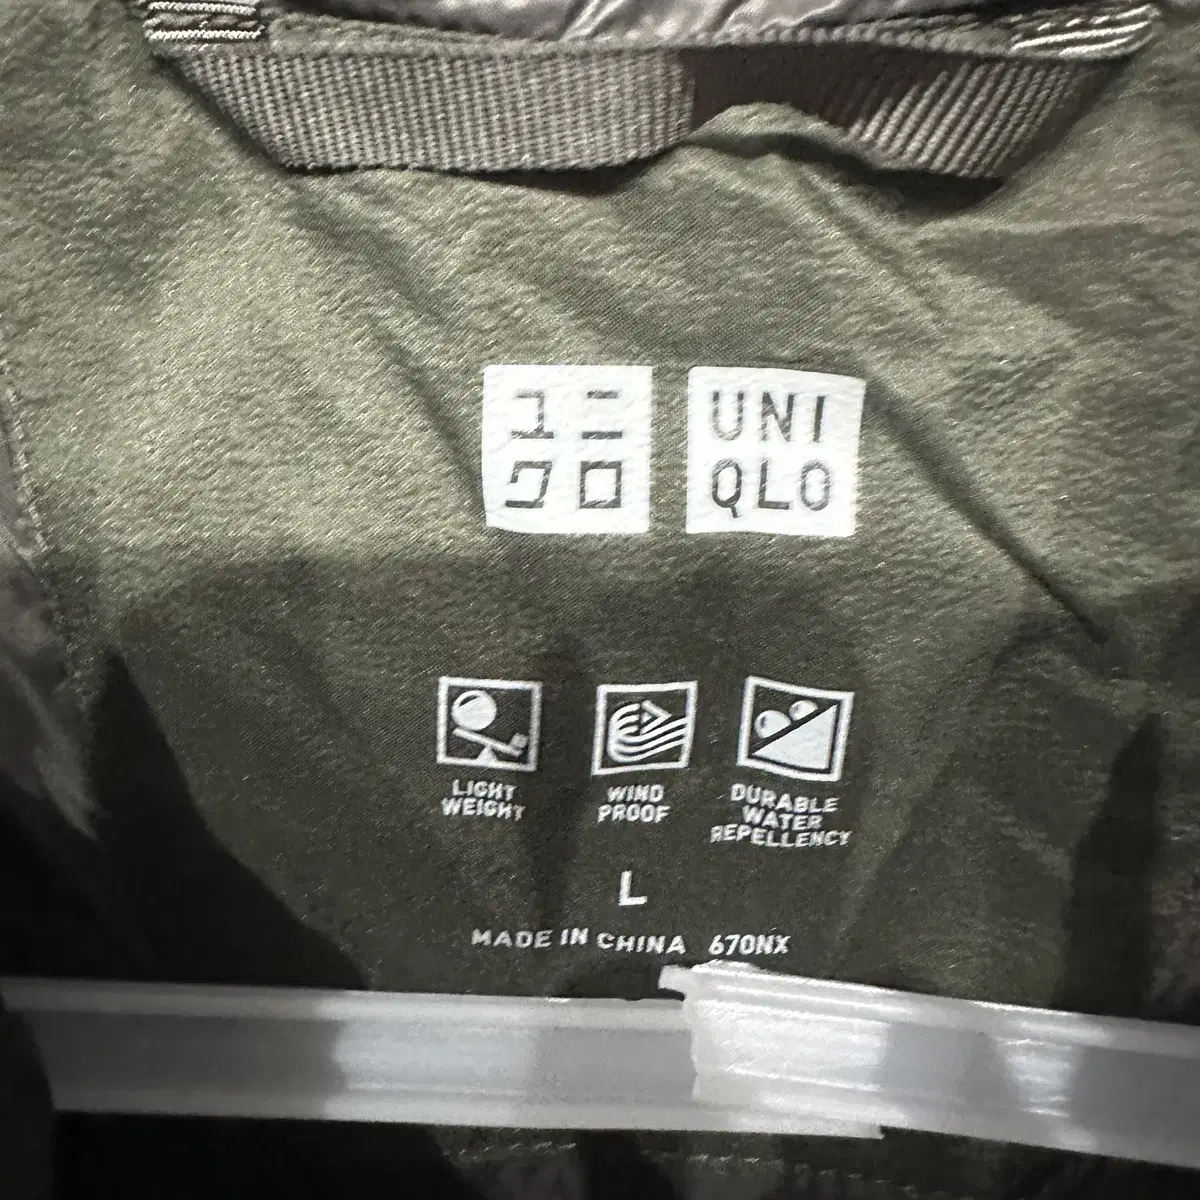 ユニ
クロ
UNI
QLO
LIGHT
WEIGHT
WIND
PROOF
DURABLE
WATER
REPELLENCY
L
MADE IN CHINA 670NX